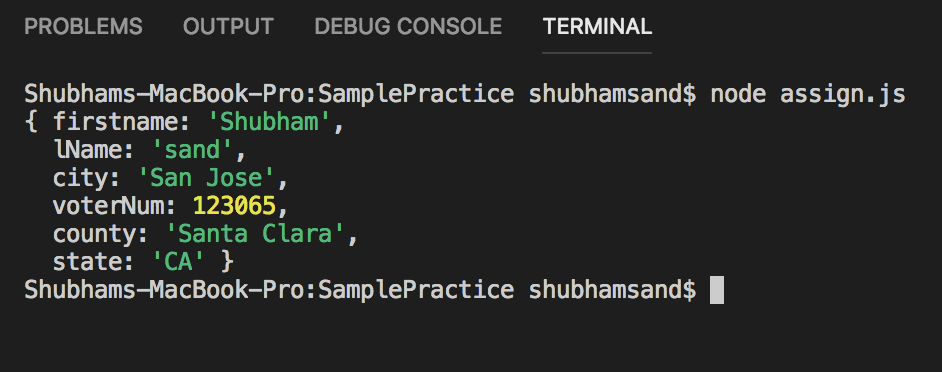 PROBLEMS OUTPUT DEBUG CONSOLE TERMINAL
Shubhams-MacBook-Pro:SamplePractice shubhamsand$ node assign.js
{ firstname: 'Shubham',
  lName: 'sand',
  city: 'San Jose',
  voterNum: 123065,
  county: 'Santa Clara',
  state: 'CA' }
Shubhams-MacBook-Pro:SamplePractice shubhamsand$